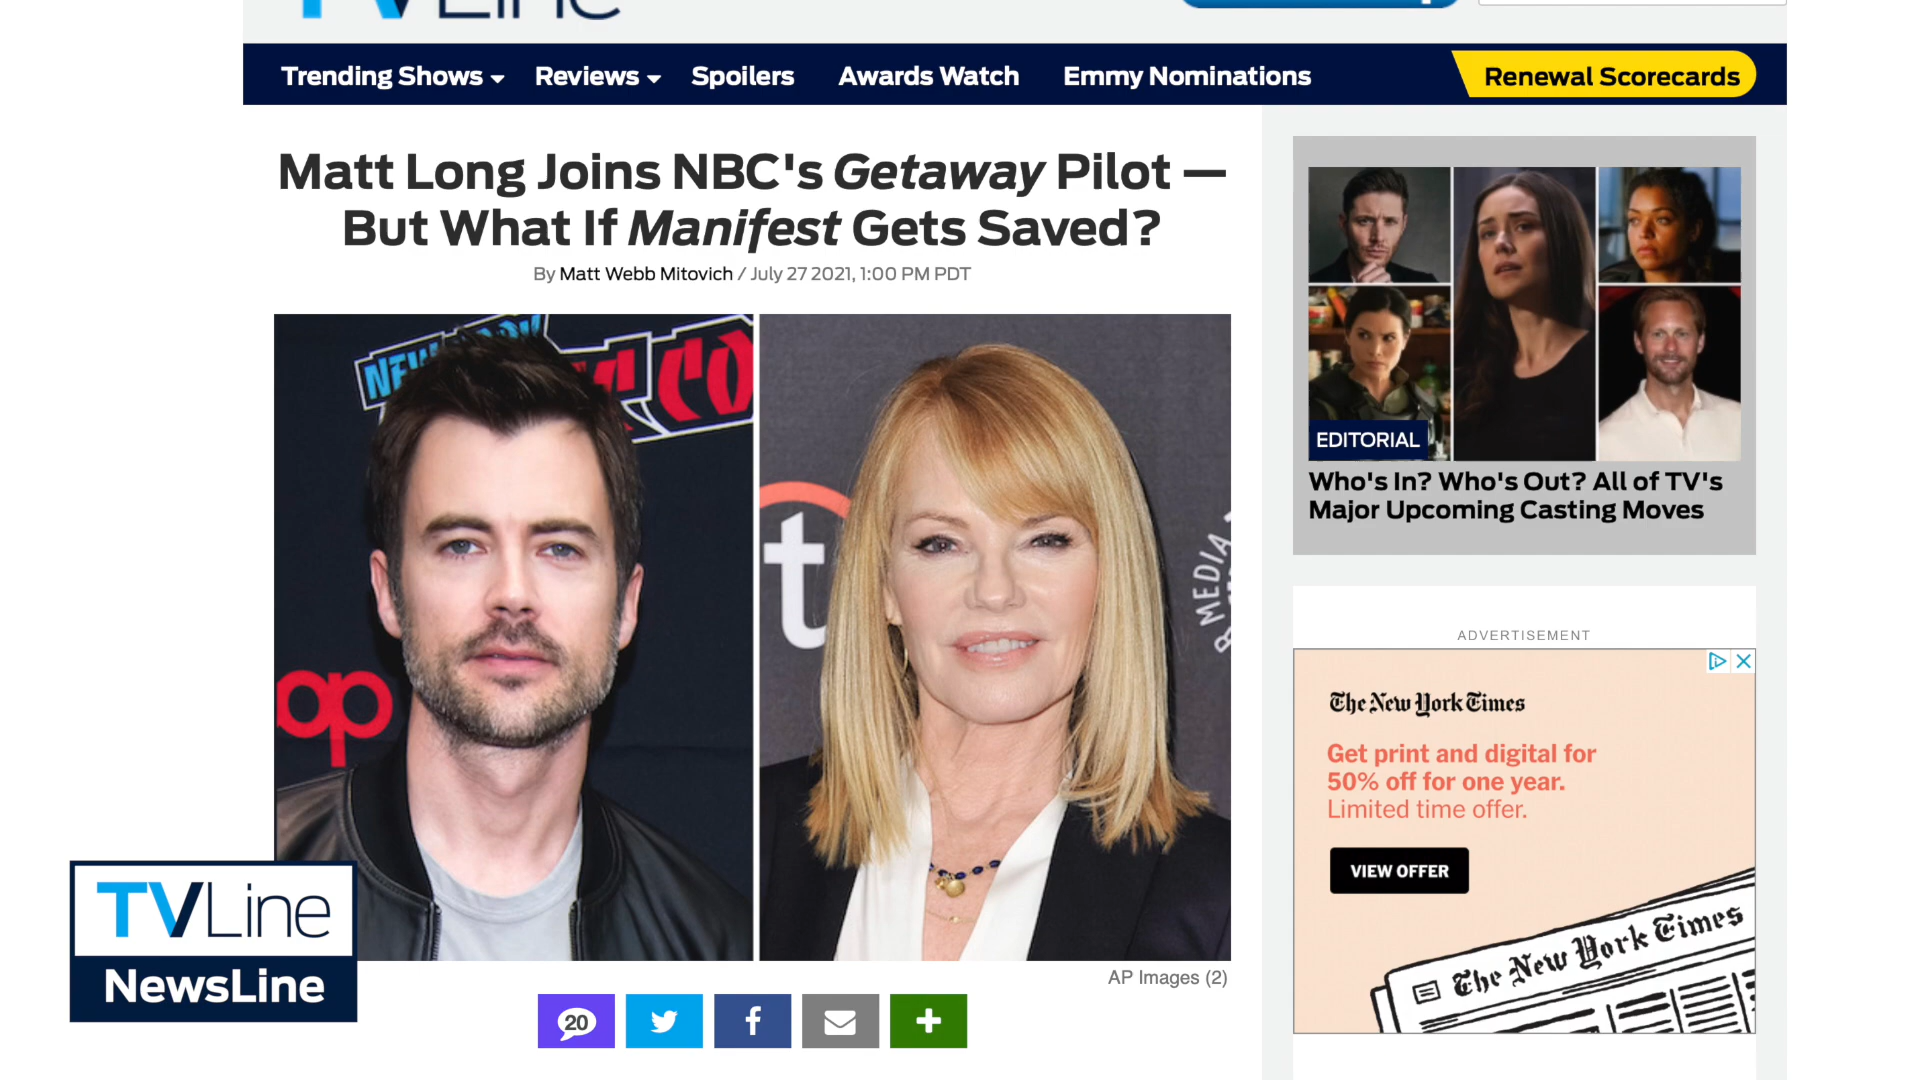 TVLine
Trending Shows
Reviews
Spoilers
Awards Watch
Emmy Nominations
Renewal Scorecards
Matt Long Joins NBC's Getaway Pilot —
But What If Manifest Gets Saved?
By Matt Webb Mitovich / July 27 2021, 1:00 PM PDT
t
op
MEDIA
EDITORIAL
Who's In? Who's Out? All of TV's
Major Upcoming Casting Moves
ADVERTISEMENT
The New York Times
Get print and digital for
50% off for one year.
Limited time offer.
VIEW OFFER
The New York Times
TVLine
NewsLine
AP Images (2)
20